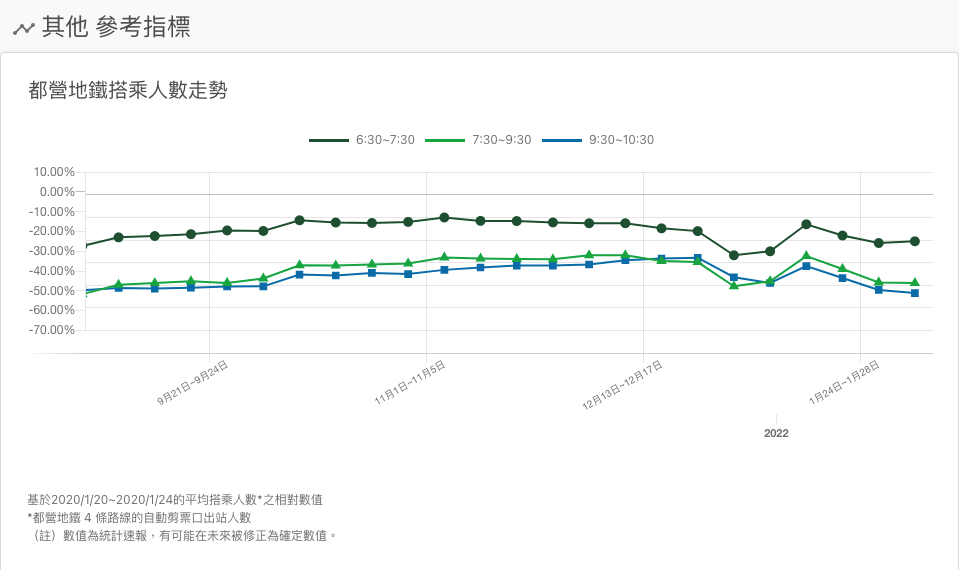 其他 參考指標
都營地鐵搭乘人數走勢
6:30~7:30 7:30~9:30 9:30~10:30
10.00%
0.00%
-10.00%
-20.00%
-30.00%
-40.00%
-50.00%
-60.00%
-70.00%
9月21日~9月24日 11月1日~11月5日 12月13日~12月17日 1月24日~1月28日
2022
基於2020/1/20~2020/1/24的平均搭乘人數*之相對數值
*都營地鐵 4 條路線的自動剪票口出站人數
（註）數值為統計速報，有可能在未來被修正為確定數值。